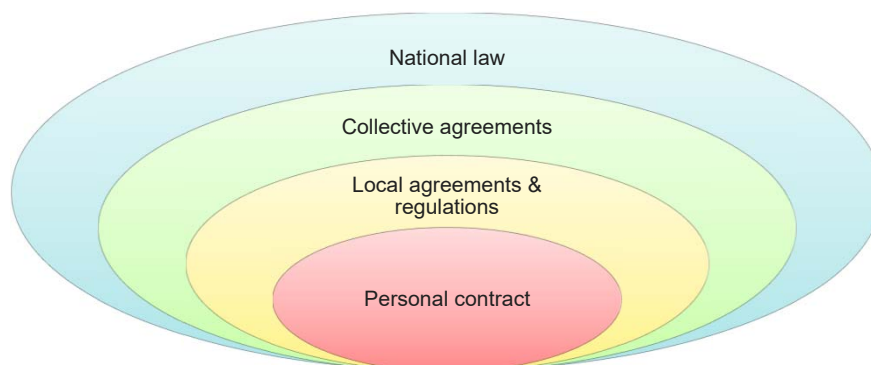 National law
Collective agreements
Local agreements &
regulations
Personal contract